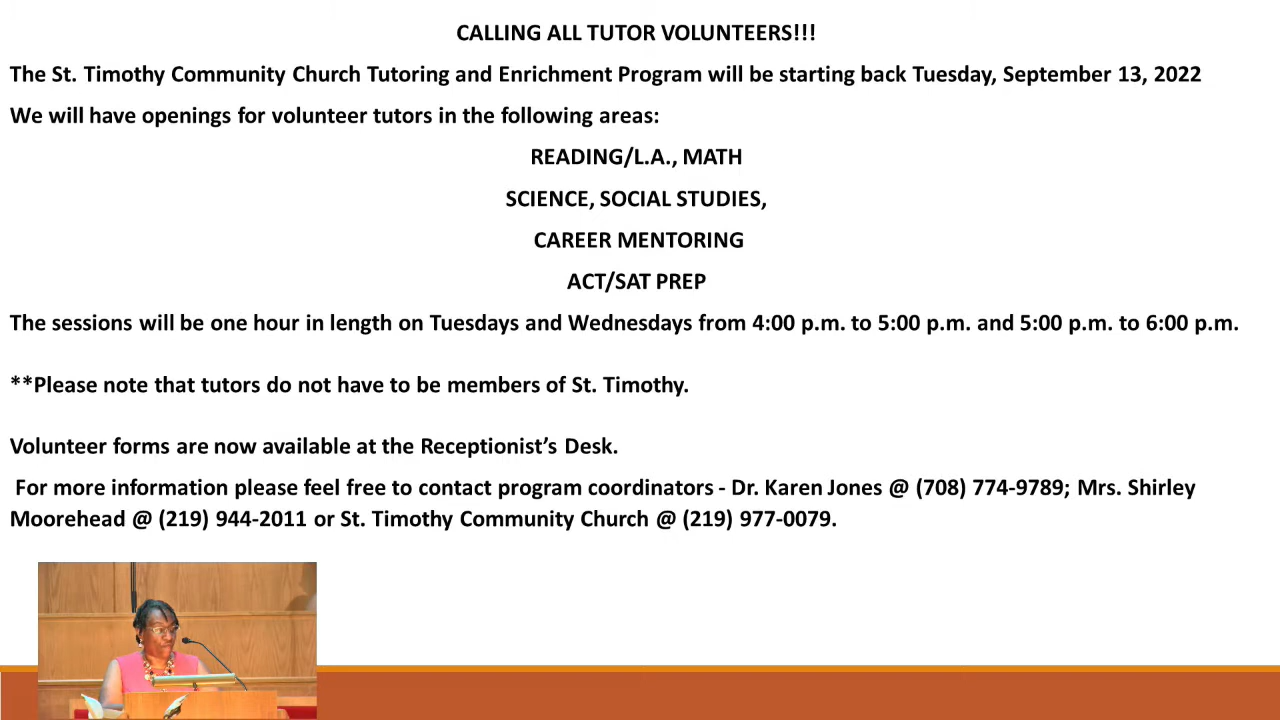 CALLING ALL TUTOR VOLUNTEERS!!!
The St. Timothy Community Church Tutoring and Enrichment Program will be starting back Tuesday, September 13, 2022
We will have openings for volunteer tutors in the following areas:
READING/L.A., MATH
SCIENCE, SOCIAL STUDIES,
CAREER MENTORING
ACT/SAT PREP
The sessions will be one hour in length on Tuesdays and Wednesdays from 4:00 p.m. to 5:00 p.m. and 5:00 p.m. to 6:00 p.m.
**Please note that tutors do not have to be members of St. Timothy.
Volunteer forms are now available at the Receptionist’s Desk.
For more information please feel free to contact program coordinators - Dr. Karen Jones @ (708) 774-9789; Mrs. Shirley
Moorehead @ (219) 944-2011 or St. Timothy Community Church @ (219) 977-0079.